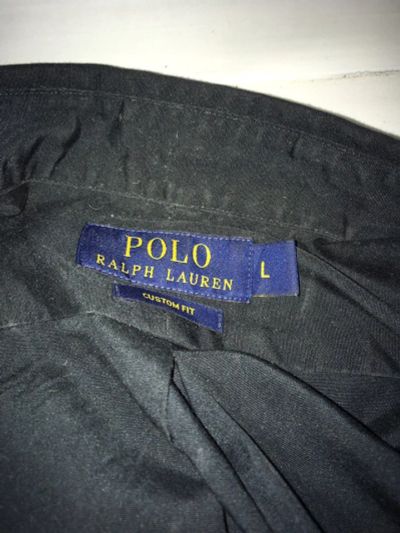 POLO
RALPH LAUREN
L
CUSTOM FIT